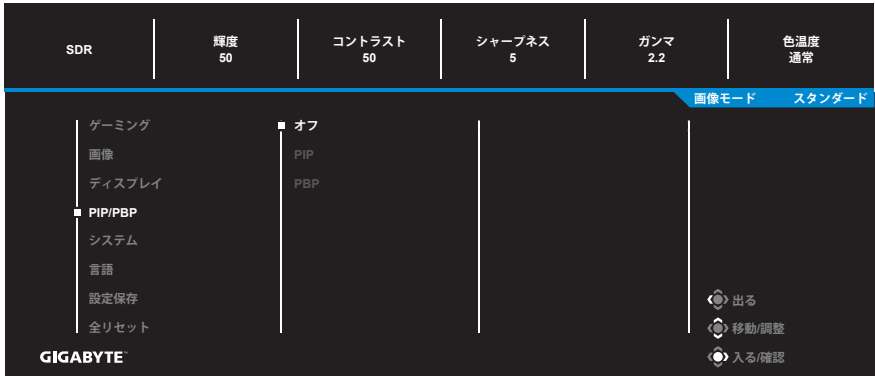 SDR
輝度
50
コントラスト
50
シャープネス
5
ガンマ
2.2
色温度
通常
画像モード スタンダード
ゲーミング
画像
ディスプレイ
PIP/PBP
システム
言語
設定保存
全リセット
オフ
PIP
PBP
出る
移動/調整
入る/確認
GIGABYTE™